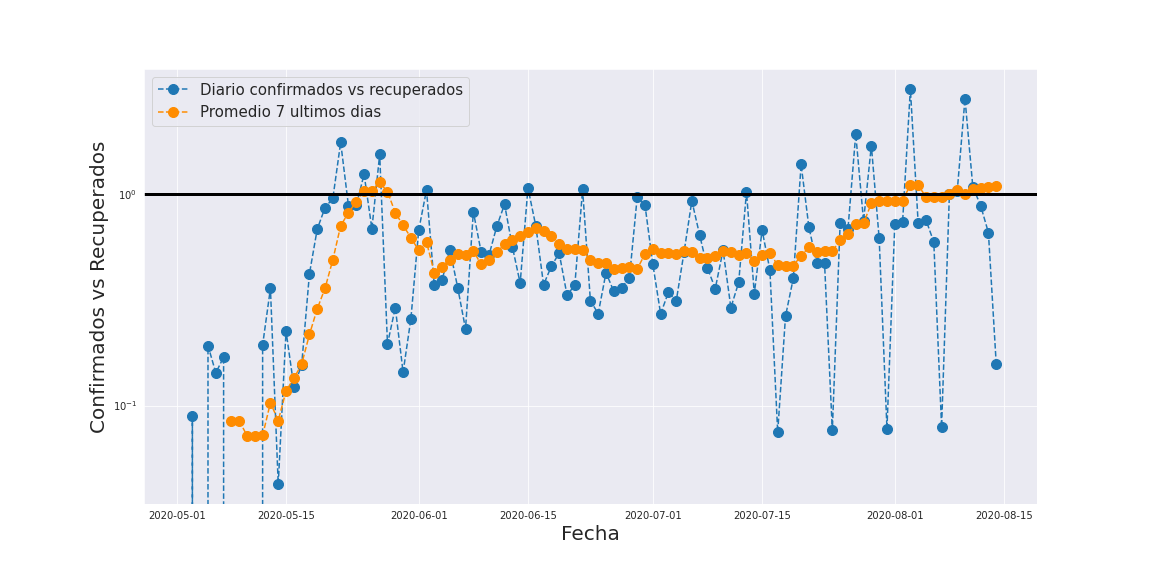 Diario confirmados vs recuperados
Promedio 7 ultimos dias
Confirmados vs Recuperados
10⁰
10⁻¹
2020-05-01 2020-05-15 2020-06-01 2020-06-15 2020-07-01 2020-07-15 2020-08-01 2020-08-15
Fecha